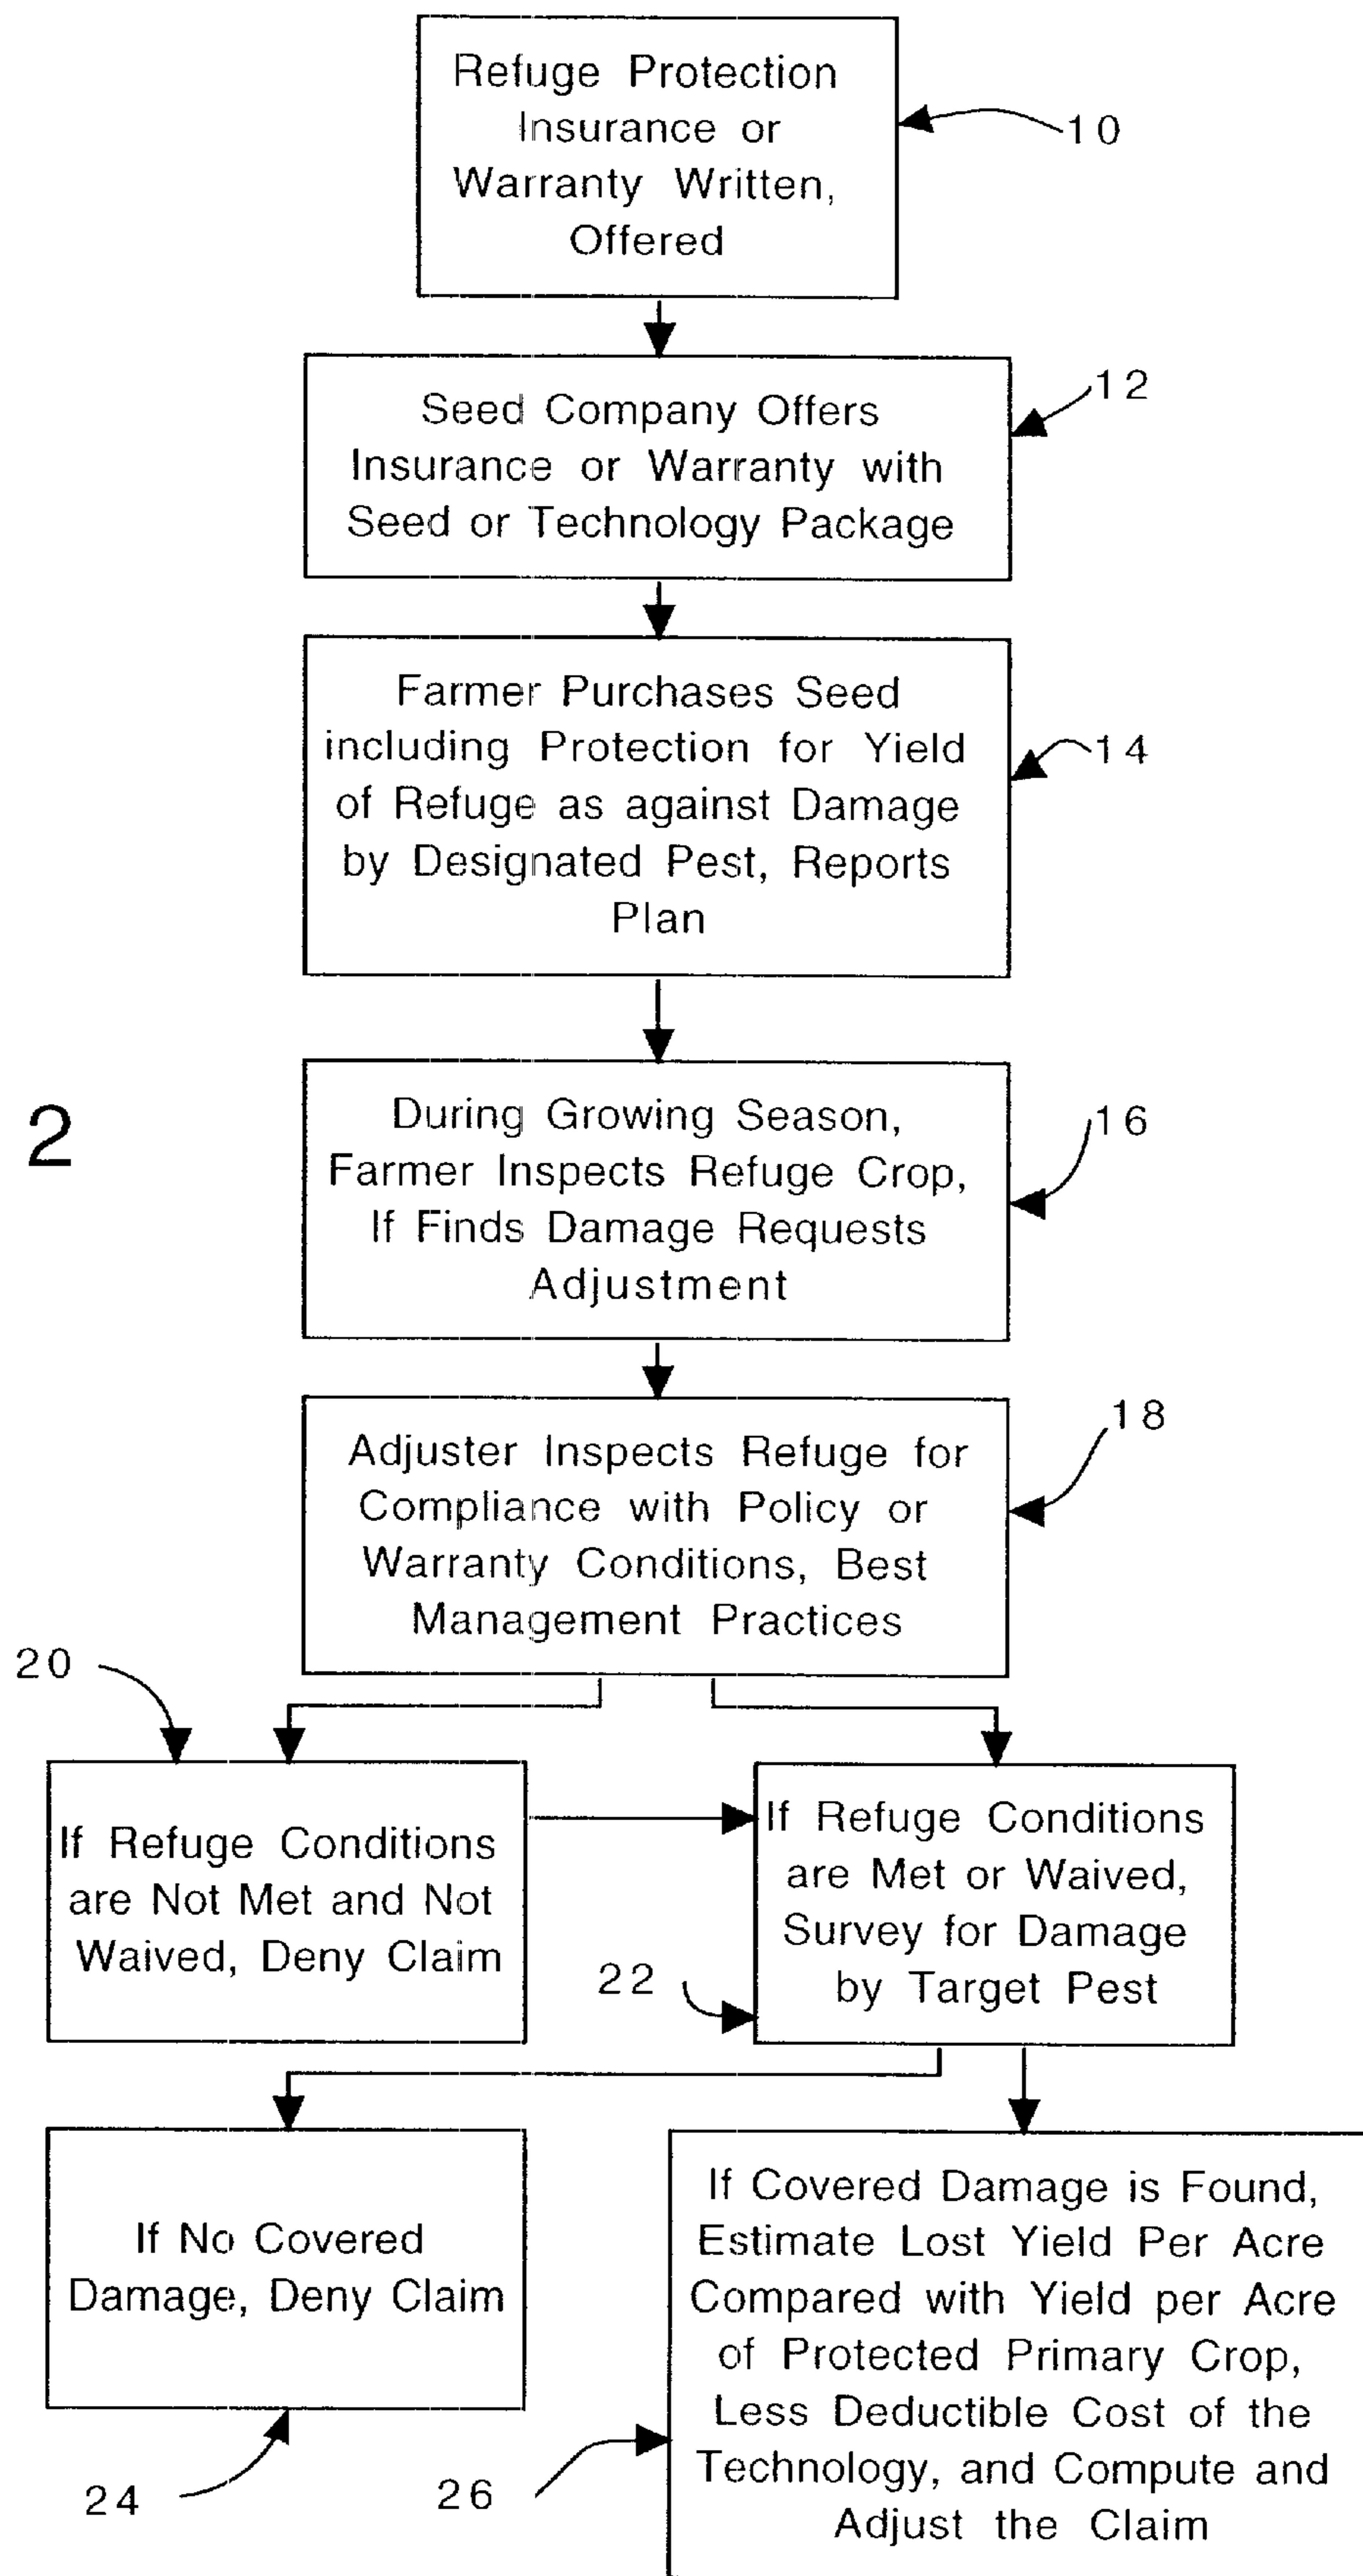 Refuge Protection
Insurance or
Warranty Written,
Offered
10
Seed Company Offers
Insurance or Warranty with
Seed or Technology Package
12
Farmer Purchases Seed
including Protection for Yield
of Refuge as against Damage
by Designated Pest, Reports
Plan
14
2
During Growing Season,
Farmer Inspects Refuge Crop,
If Finds Damage Requests
Adjustment
16
Adjuster Inspects Refuge for
Compliance with Policy or
Warranty Conditions, Best
Management Practices
18
20
If Refuge Conditions
are Not Met and Not
Waived, Deny Claim
If Refuge Conditions
are Met or Waived,
Survey for Damage
by Target Pest
22
If No Covered
Damage, Deny Claim
24
If Covered Damage is Found,
Estimate Lost Yield Per Acre
Compared with Yield per Acre
of Protected Primary Crop,
Less Deductible Cost of the
Technology, and Compute and
Adjust the Claim
26